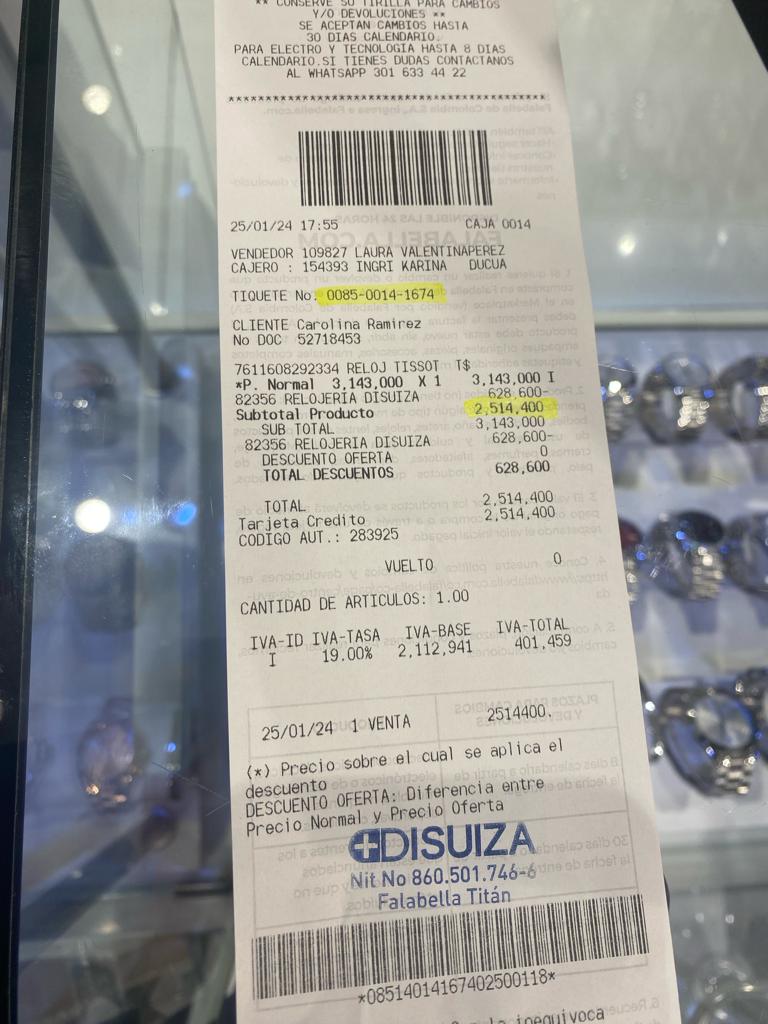 ** CONSERVE SU TIRILLA PARA CAMBIOS
Y/O DEVOLUCIONES **
SE ACEPTAN CAMBIOS HASTA
30 DIAS CALENDARIO.
PARA ELECTRO Y TECNOLOGIA HASTA 8 DIAS
CALENDARIO.SI TIENES DUDAS CONTACTANOS
AL WHATSAPP 301 633 44 22
25/01/24 17:55 CAJA 0014
VENDEDOR 109827 LAURA VALENTINAPEREZ
CAJERO : 154393 INGRI KARINA DUCUA
TIQUETE No. 0085-0014-1674
CLIENTE Carolina Ramirez
No DOC 52718453
7611608292334 RELOJ TISSOT T$
*P. Normal 3,143,000 X 1 3,143,000 I
82356 RELOJERIA DISUIZA 628,600-
Subtotal Producto 2,514,400
SUB TOTAL 3,143,000
82356 RELOJERIA DISUIZA 628,600-
DESCUENTO OFERTA 0
TOTAL DESCUENTOS 628,600
TOTAL 2,514,400
Tarjeta Credito 2,514,400
CODIGO AUT.: 283925
VUELTO 0
CANTIDAD DE ARTICULOS: 1.00
IVA-ID IVA-TASA IVA-BASE IVA-TOTAL
I 19.00% 2,112,941 401,459
25/01/24 1 VENTA 2514400.
(*) Precio sobre el cual se aplica el
descuento
DESCUENTO OFERTA: Diferencia entre
Precio Normal y Precio Oferta
DISUIZA
Nit No 860.501.746-6
Falabella Titán
*08514014167402500118*